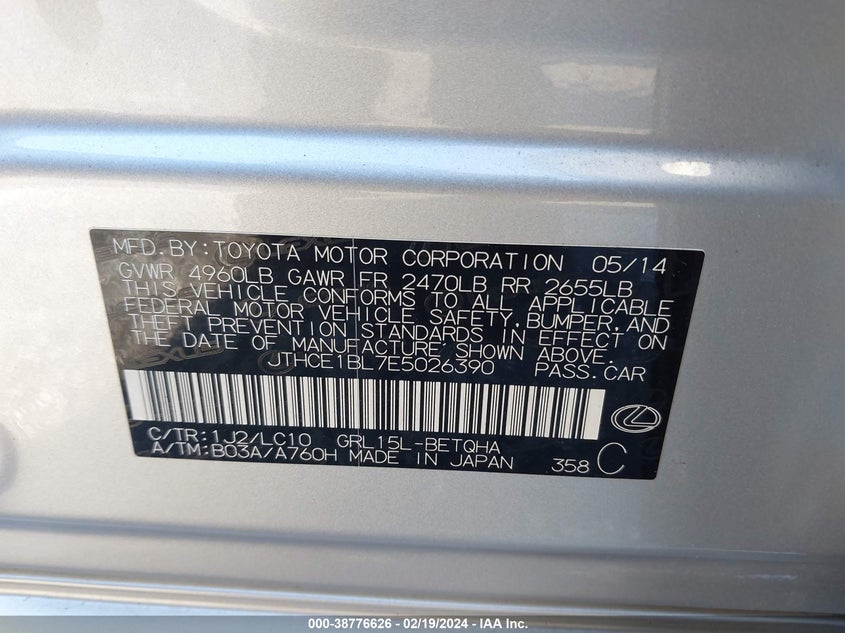 MFD.BY:TOYOTA MOTOR CORPORATION 05/14
GVWR 4960LB GAWR FR 2470LB RR 2655LB
THIS VEHICLE CONFORMS TO ALL APPLICABLE
FEDERAL MOTOR VEHICLE SAFETY,BUMPER,AND
THEFT PREVENTION STANDARDS IN EFFECT ON
THE DATE OF MANUFACTURE SHOWN ABOVE.
JTHCE1BL7E5026390 PASS.CAR
C/TR:1J2/LC10 GRL15L-BETQHA
A/TM:B03A/A760H MADE IN JAPAN 358 C
000-38776626 - 02/19/2024 - IAA Inc.